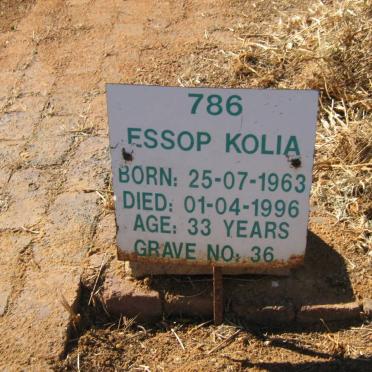 786
ESSOP KOLIA
BORN: 25-07-1963
DIED: 01-04-1996
AGE: 33 YEARS
GRAVE NO: 36